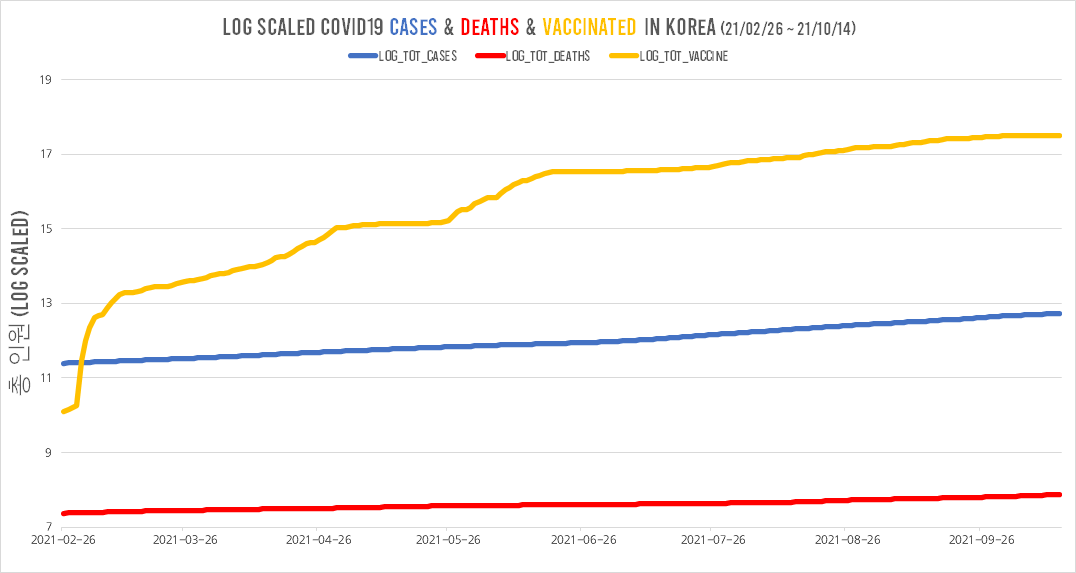 LOG SCALED COVID19 CASES & DEATHS & VACCINATED IN KOREA (21/02/26 ~ 21/10/14)
LOG_TOT_CASES LOG_TOT_DEATHS LOG_TOT_VACCINE
총 인원 (LOG SCALED)
19
17
15
13
11
9
7
2021-02-26 2021-03-26 2021-04-26 2021-05-26 2021-06-26 2021-07-26 2021-08-26 2021-09-26